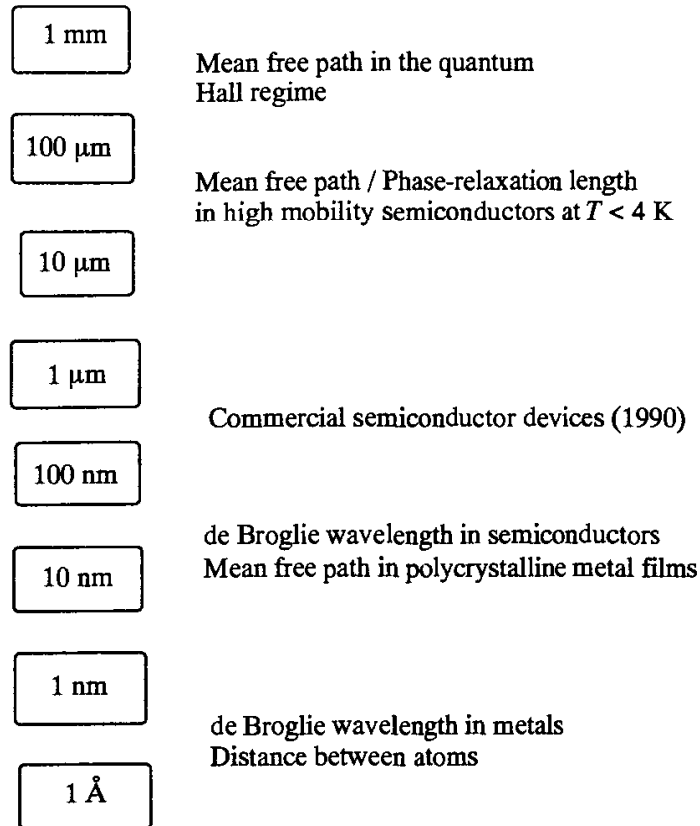 1 mm
Mean free path in the quantum
Hall regime
100 μm
Mean free path / Phase-relaxation length
in high mobility semiconductors at T < 4 K
10 μm
1 μm
Commercial semiconductor devices (1990)
100 nm
de Broglie wavelength in semiconductors
Mean free path in polycrystalline metal films
10 nm
1 nm
de Broglie wavelength in metals
Distance between atoms
1 Å